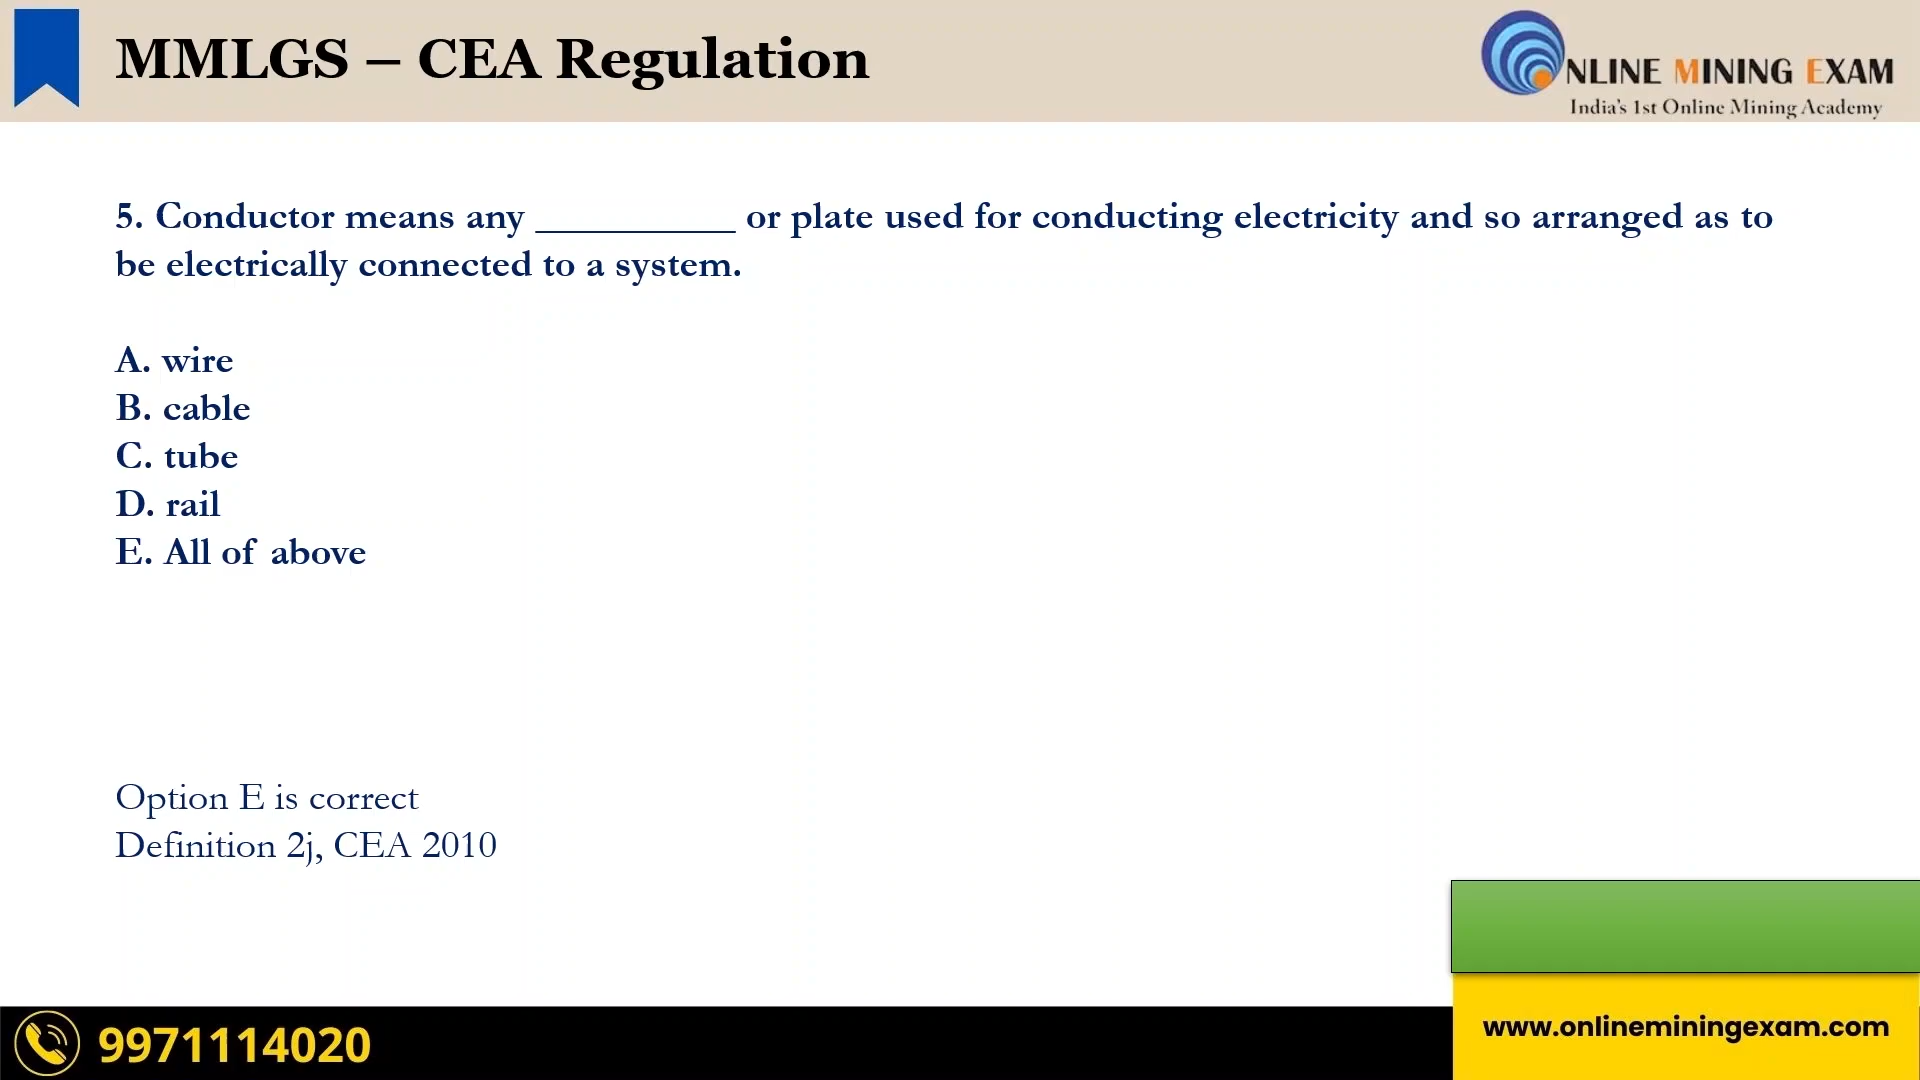 MMLGS – CEA Regulation
NLINE MINING EXAM
India's 1st Online Mining Academy
5. Conductor means any __________ or plate used for conducting electricity and so arranged as to
be electrically connected to a system.
A. wire
B. cable
C. tube
D. rail
E. All of above
Option E is correct
Definition 2j, CEA 2010
9971114020
www.onlineminingexam.com